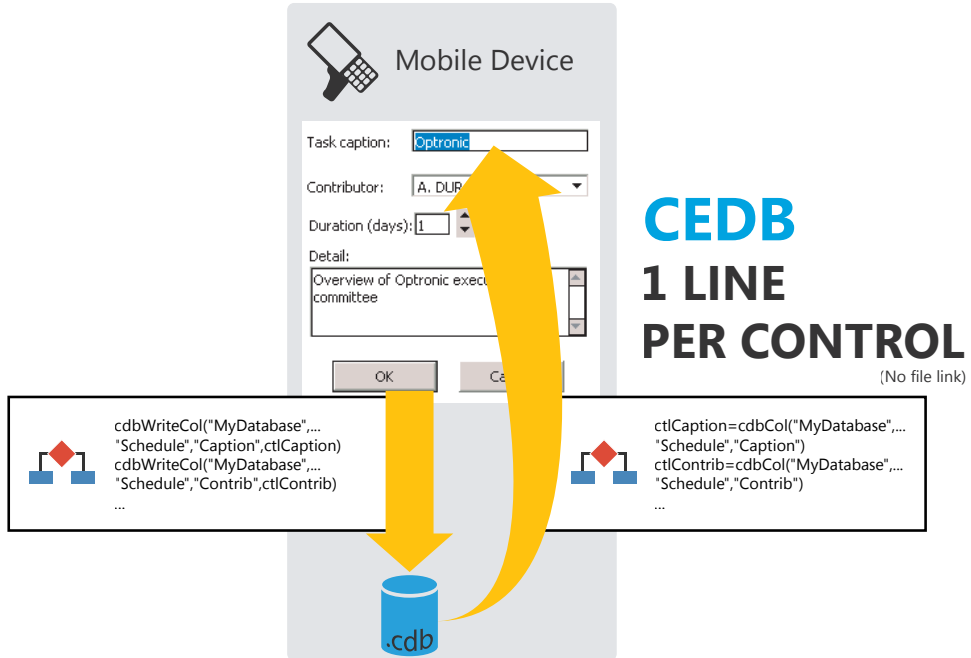 Mobile Device
Task caption: Optronic
Contributor: A. DUR
Duration (days): 1
Detail:
Overview of Optronic
committee
OK
CEDB
1 LINE
PER CONTROL
(No file link)
cdbWriteCol("MyDatabase",...
"Schedule","Caption",ctlCaption)
cdbWriteCol("MyDatabase",...
"Schedule","Contrib",ctlContrib)
...
ctlCaption=cdbCol("MyDatabase",...
"Schedule","Caption")
ctlContrib=cdbCol("MyDatabase",...
"Schedule","Contrib")
...
.cdb